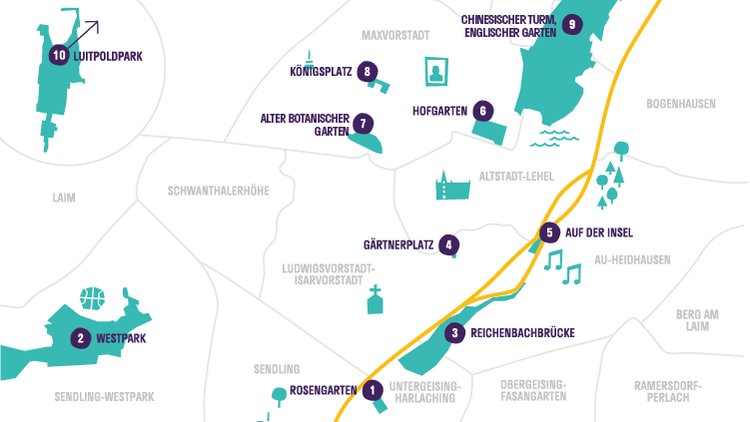 CHINESISCHER TURM,
ENGLISCHER GARTEN
9
MAXVORSTADT
10 LUITPOLDPARK
KÖNIGSPLATZ 8
BOGENHAUSEN
HOFGARTEN 6
ALTER BOTANISCHER
GARTEN
7
ALTSTADT-LEHEL
SCHWANTHALERHÖHE
LAIM
5 AUF DER INSEL
GÄRTNERPLATZ 4
AU-HEIDHAUSEN
LUDWIGSVORSTADT-
ISARVORSTADT
BERG AM
LAIM
3 REICHENBACHBRÜCKE
2 WESTPARK
SENDLING
ROSENGARTEN 1
UNTERGEISING-
HARLACHING
OBERGEISING-
FASANGARTEN
RAMERSDORF-
PERLACH
SENDLING-WESTPARK